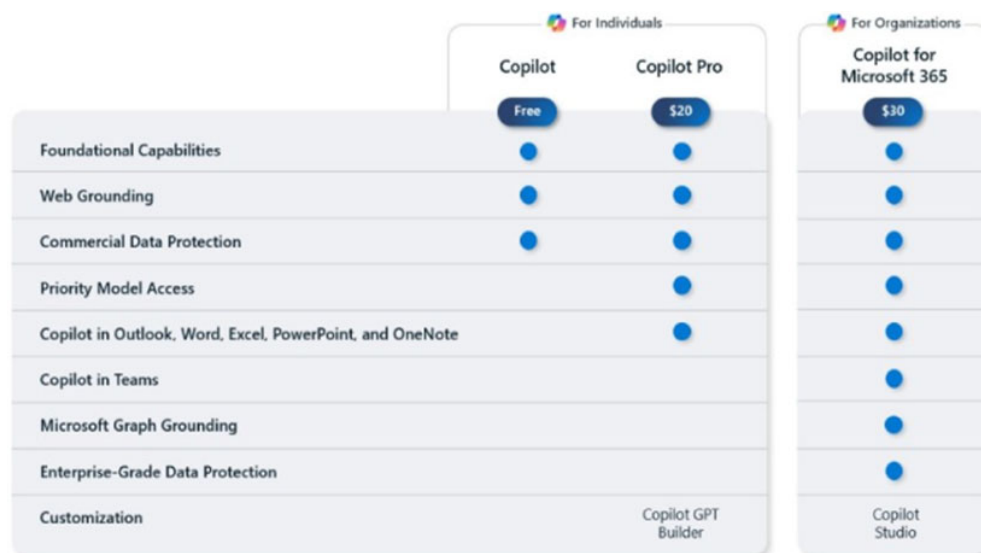 For Individuals
For Organizations
Copilot
Copilot Pro
Copilot for
Microsoft 365
Free
$20
$30
Foundational Capabilities
Web Grounding
Commercial Data Protection
Priority Model Access
Copilot in Outlook, Word, Excel, PowerPoint, and OneNote
Copilot in Teams
Microsoft Graph Grounding
Enterprise-Grade Data Protection
Customization
Copilot GPT
Builder
Copilot
Studio